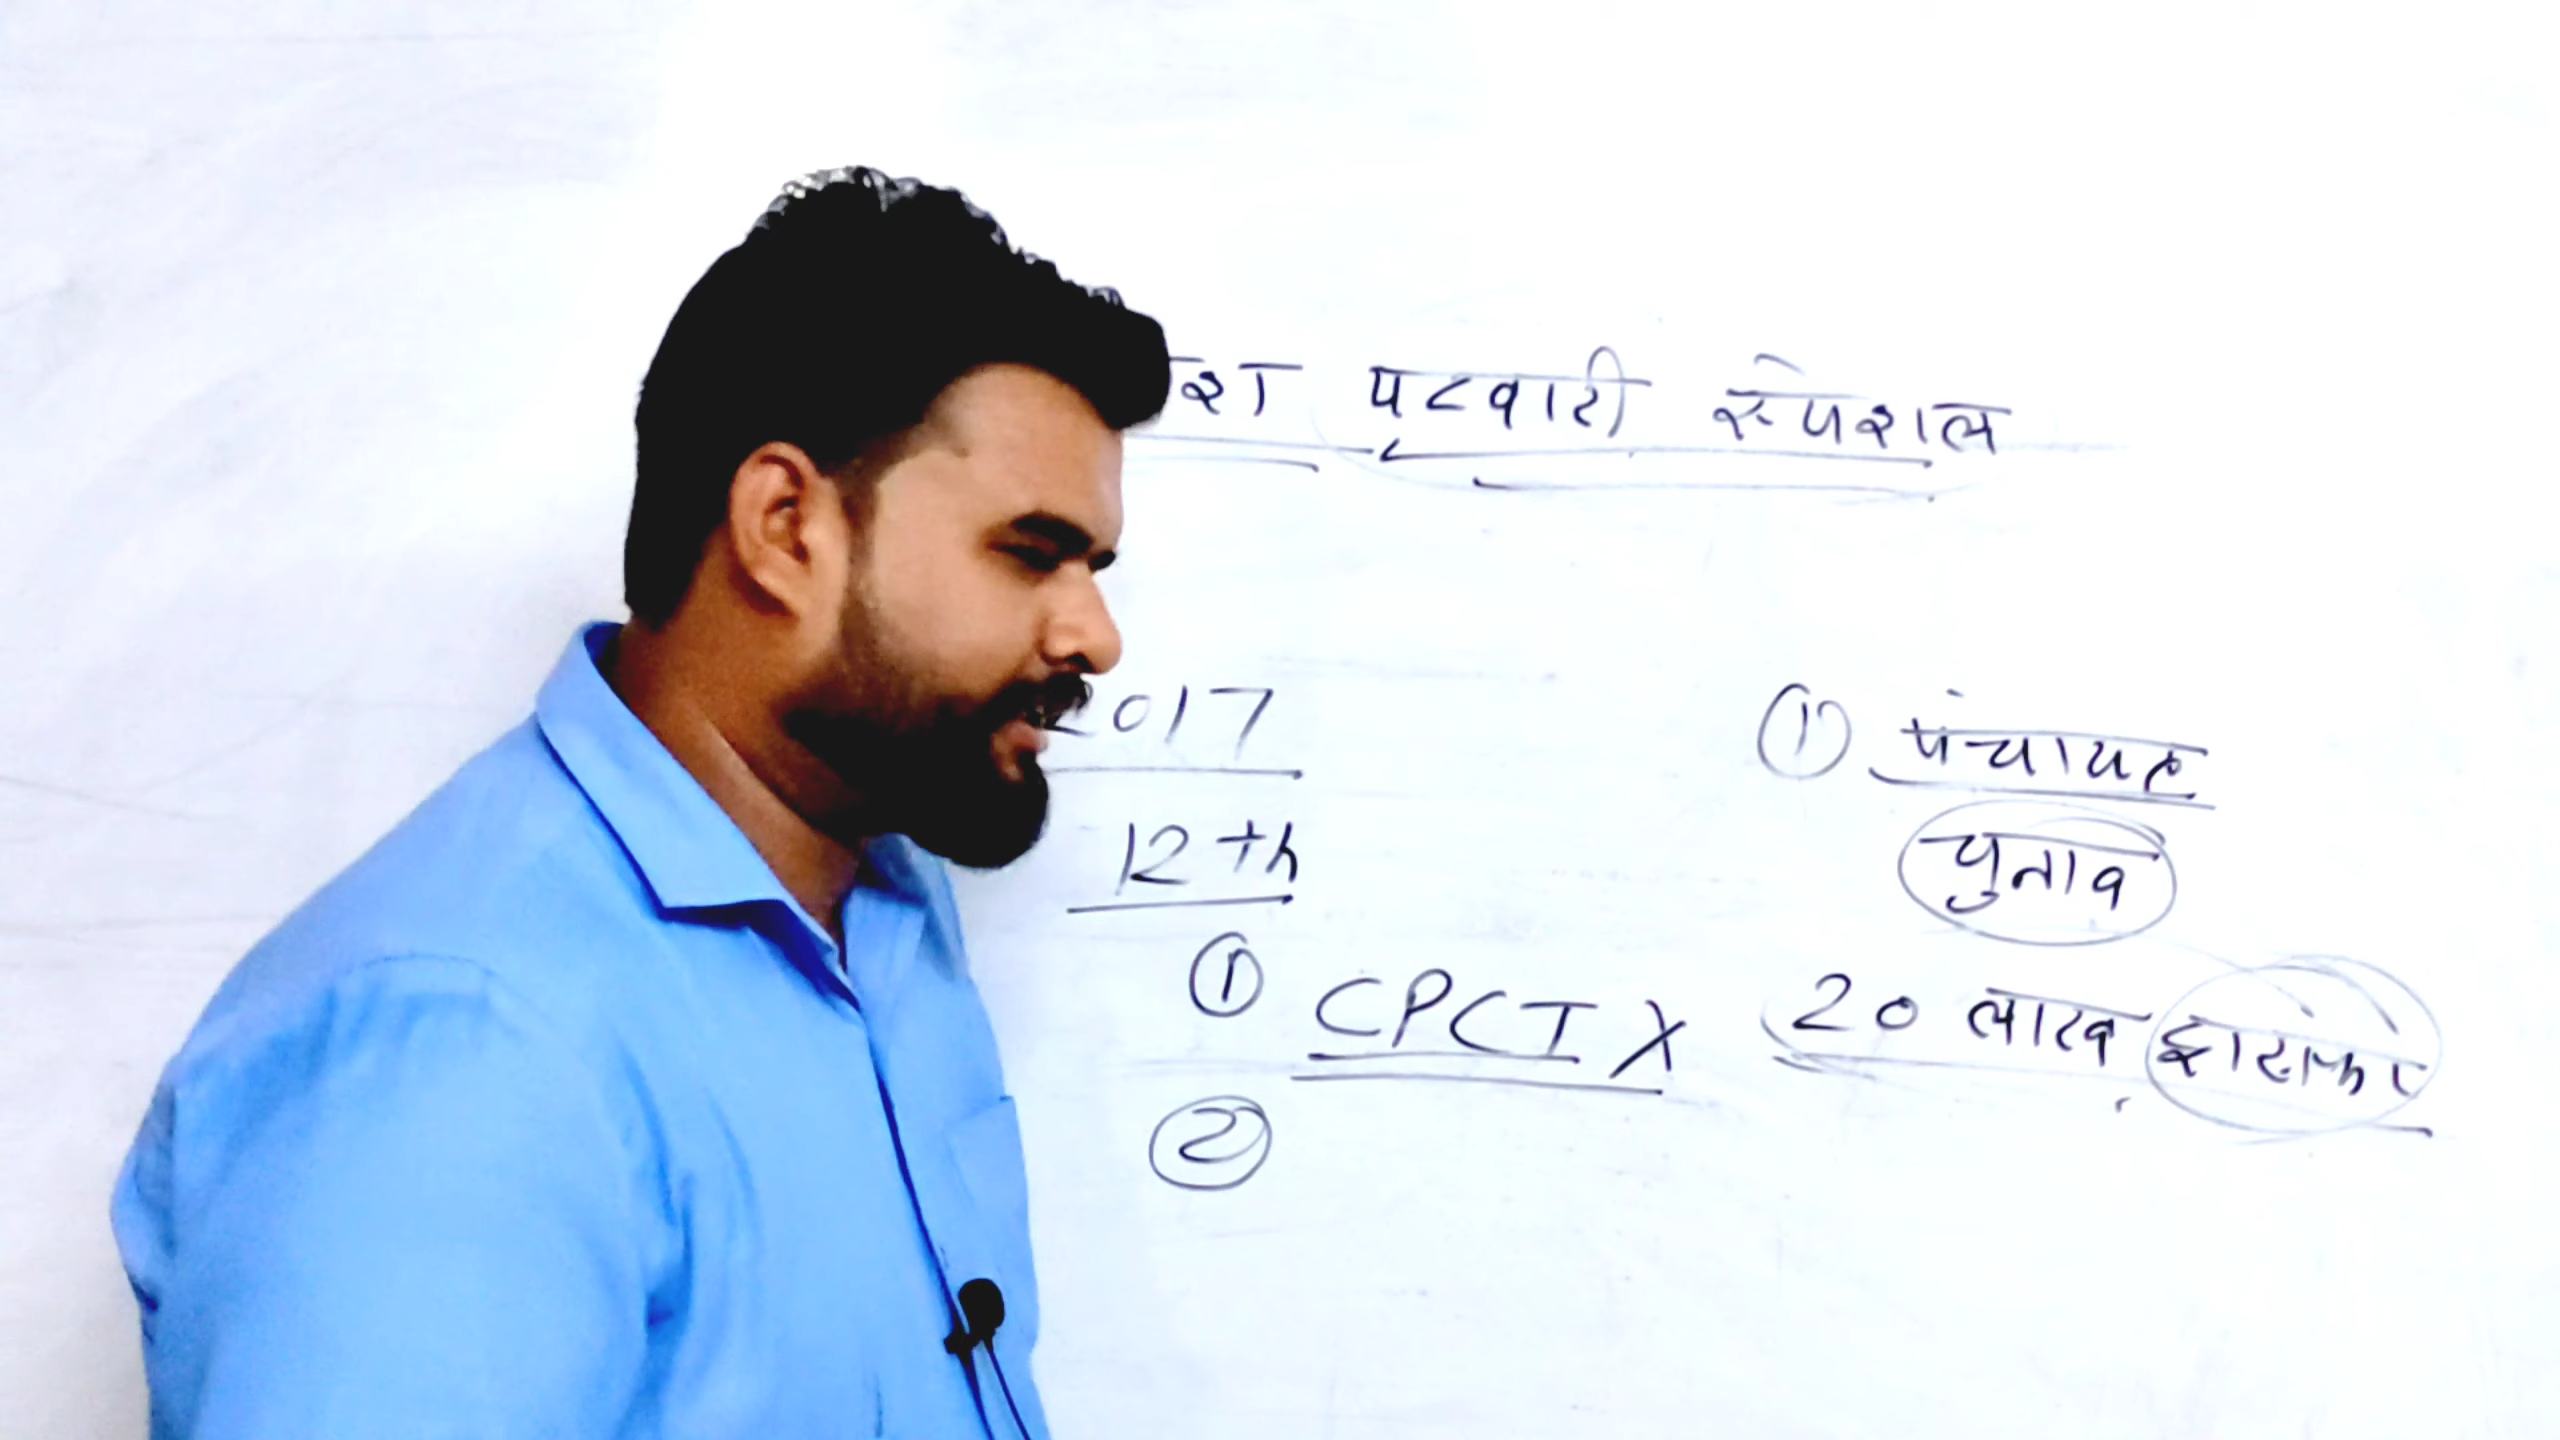 पटवारी स्पेशल
2017
12th
① CPCT X
②
① पंचायत
चुनाव
20 लाख